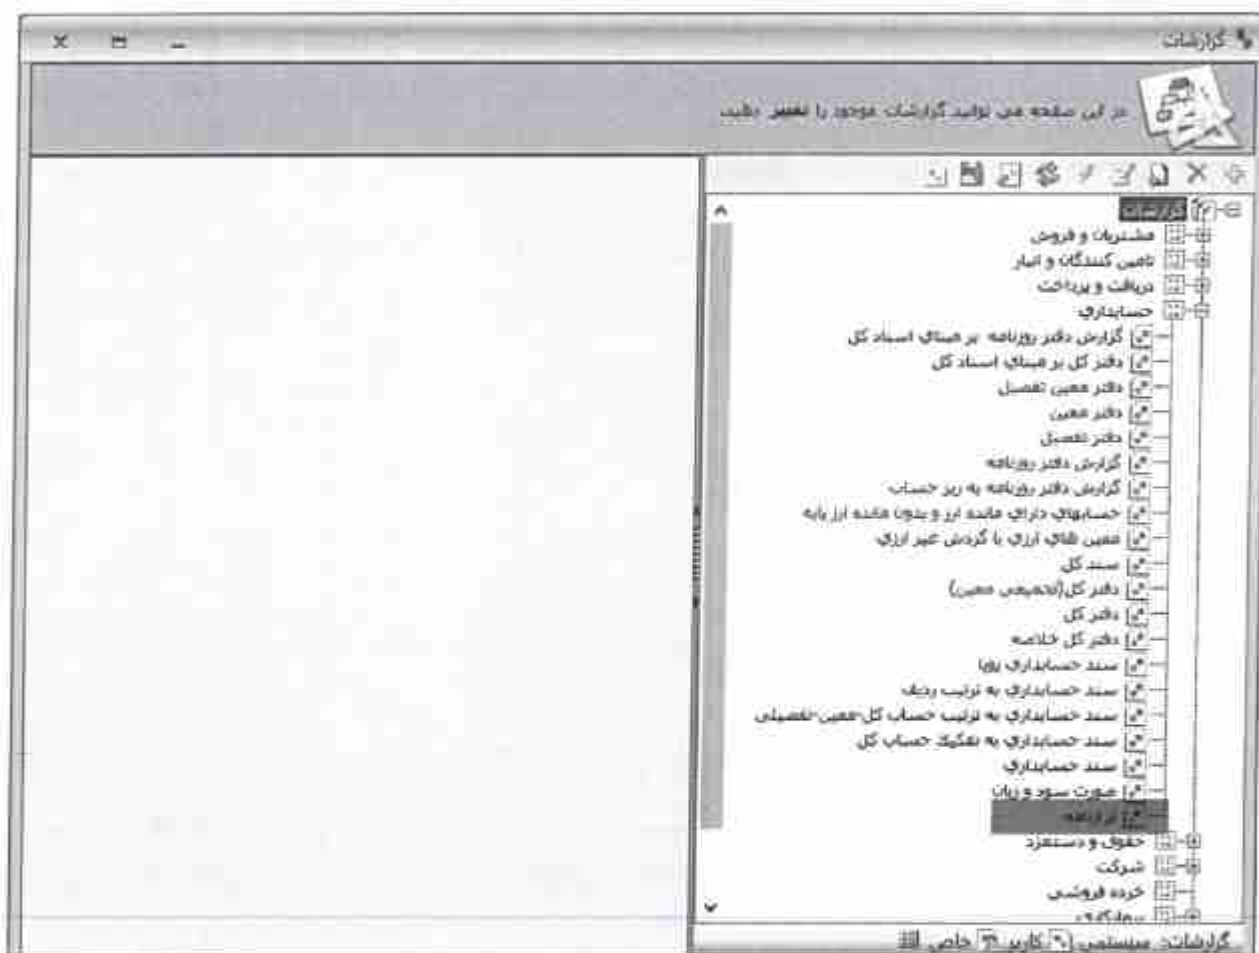 گزارشات
در این صفحه می توانید گزارشات موجود را تغییر دهید.
گزارشات
مشتریان و فروش
تامین کنندگان و انبار
دریافت و پرداخت
حسابداری
گزارش دفتر روزنامه بر مبنای اسناد کل
دفتر کل بر مبنای اسناد کل
دفتر معین تفصیل
دفتر معین
دفتر تفصیل
گزارش دفتر روزنامه
گزارش دفتر روزنامه به ریز حساب
حسابهای دارای مانده ارز و بدون مانده ارز پایه
معین های ارزی با گردش غیر ارزی
سند کل
دفتر کل(تجمیعی معین)
دفتر کل
دفتر کل خلاصه
سند حسابداری پویا
سند حسابداری به ترتیب ردیف
سند حسابداری به ترتیب حساب کل-معین-تفصیلی
سند حسابداری به تفکیک حساب کل
سند حسابداری
صورت سود و زیان
ترازنامه
حقوق و دستمزد
شرکت
خرده فروشی
پیمانکاری
گزارشات: سیستمی کاربر خاص